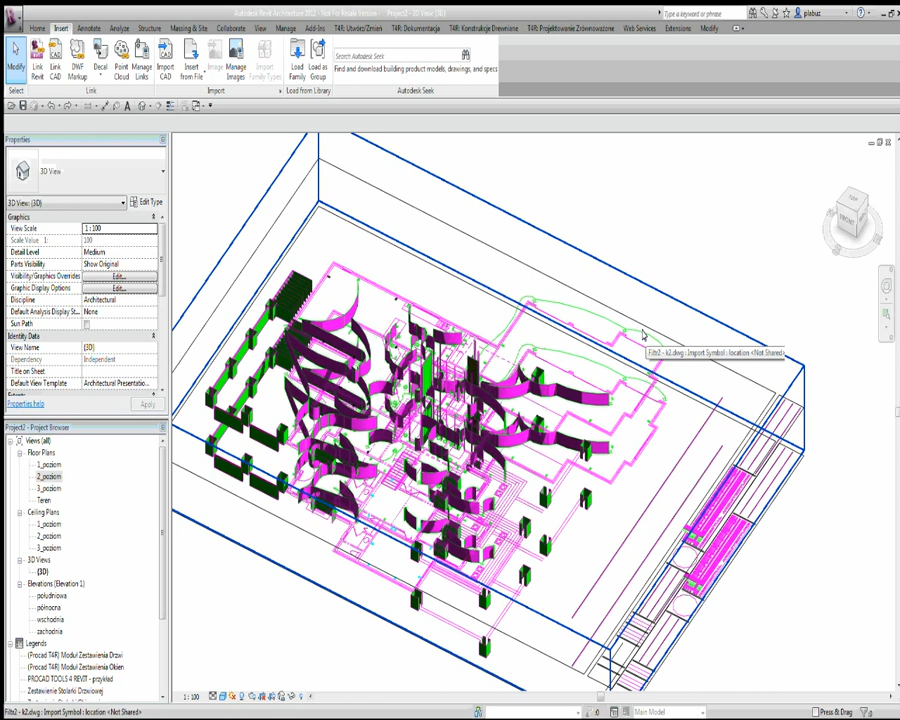 Autodesk Revit Architecture 2012 - Not For Resale Version - Project2 - 3D View: {3D}
Type a keyword or phrase
Home Insert Annotate Analyze Structure Massing & Site Collaborate View Manage T4R: Utwórz/Zmień T4R: Dokumentacja T4R: Konstrukcje Drewniane T4R: Projektowanie Zrównoważone Web Services Extensions Modify
Modify
Link Revit
Link CAD
DWF Markup
Decal
Point Cloud
Manage Links
Import CAD
Insert from File
Image
Manage Images
Import Family Types
Load Family
Load as Group
Search Autodesk Seek
Find and download building product models, drawings, and specs
Select
Link
Import
Load from Library
Autodesk Seek
Properties
3D View
3D View: {3D}
Edit Type
Graphics
View Scale 1 : 100
Scale Value 1: 100
Detail Level Medium
Parts Visibility Show Original
Visibility/Graphics Overrides Edit...
Graphic Display Options Edit...
Discipline Architectural
Default Analysis Display St... None
Sun Path
Identity Data
View Name {3D}
Dependency Independent
Title on Sheet
Default View Template Architectural Presentatio...
Extents
Properties help
Apply
Project2 - Project Browser
Views (all)
Floor Plans
1_poziom
2_poziom
3_poziom
Teren
Ceiling Plans
1_poziom
2_poziom
3_poziom
3D Views
{3D}
Elevations (Elevation 1)
południowa
północna
wschodnia
zachodnia
Legends
(Procad T4R) Moduł Zestawienia Drzwi
(Procad T4R) Moduł Zestawienia Okien
PROCAD TOOLS 4 REVIT - przykład
Zestawienie Stolarki Drzwiowej
TOP
FRONT
Filtr2 - k2.dwg : Import Symbol : location <Not Shared>
1 : 100
Filtr2 - k2.dwg : Import Symbol : location <Not Shared>
:0
Main Model
Press & Drag
:0